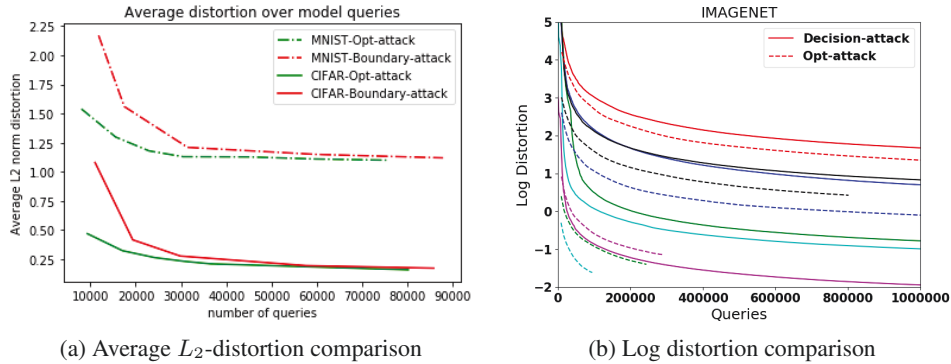 Average distortion over model queries
2.25
2.00
1.75
1.50
1.25
1.00
0.75
0.50
0.25
Average L2 norm distortion
MNIST-Opt-attack
MNIST-Boundary-attack
CIFAR-Opt-attack
CIFAR-Boundary-attack
10000 20000 30000 40000 50000 60000 70000 80000 90000
number of queries
(a) Average L₂-distortion comparison
IMAGENET
5
4
3
2
1
0
−1
−2
Log Distortion
Decision-attack
Opt-attack
0 200000 400000 600000 800000 1000000
Queries
(b) Log distortion comparison